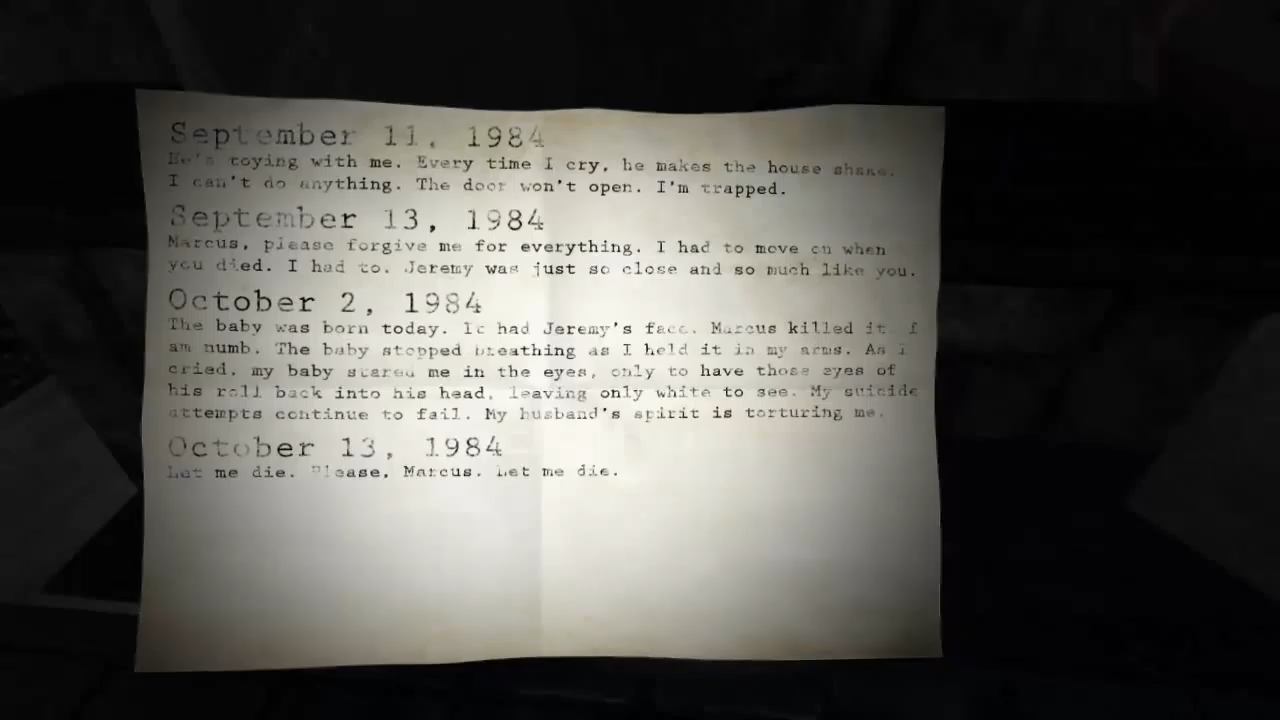 September 11, 1984
He's toying with me. Every time I cry, he makes the house shake.
I can't do anything. The door won't open. I'm trapped.
September 13, 1984
Marcus, please forgive me for everything. I had to move on when
you died. I had to. Jeremy was just so close and so much like you.
October 2, 1984
The baby was born today. It had Jeremy's face. Marcus killed it. I
am numb. The baby stopped breathing as I held it in my arms. As I
cried, my baby stared me in the eyes, only to have those eyes of
his roll back into his head, leaving only white to see. My suicide
attempts continue to fail. My husband's spirit is torturing me.
October 13, 1984
Let me die. Please, Marcus. Let me die.